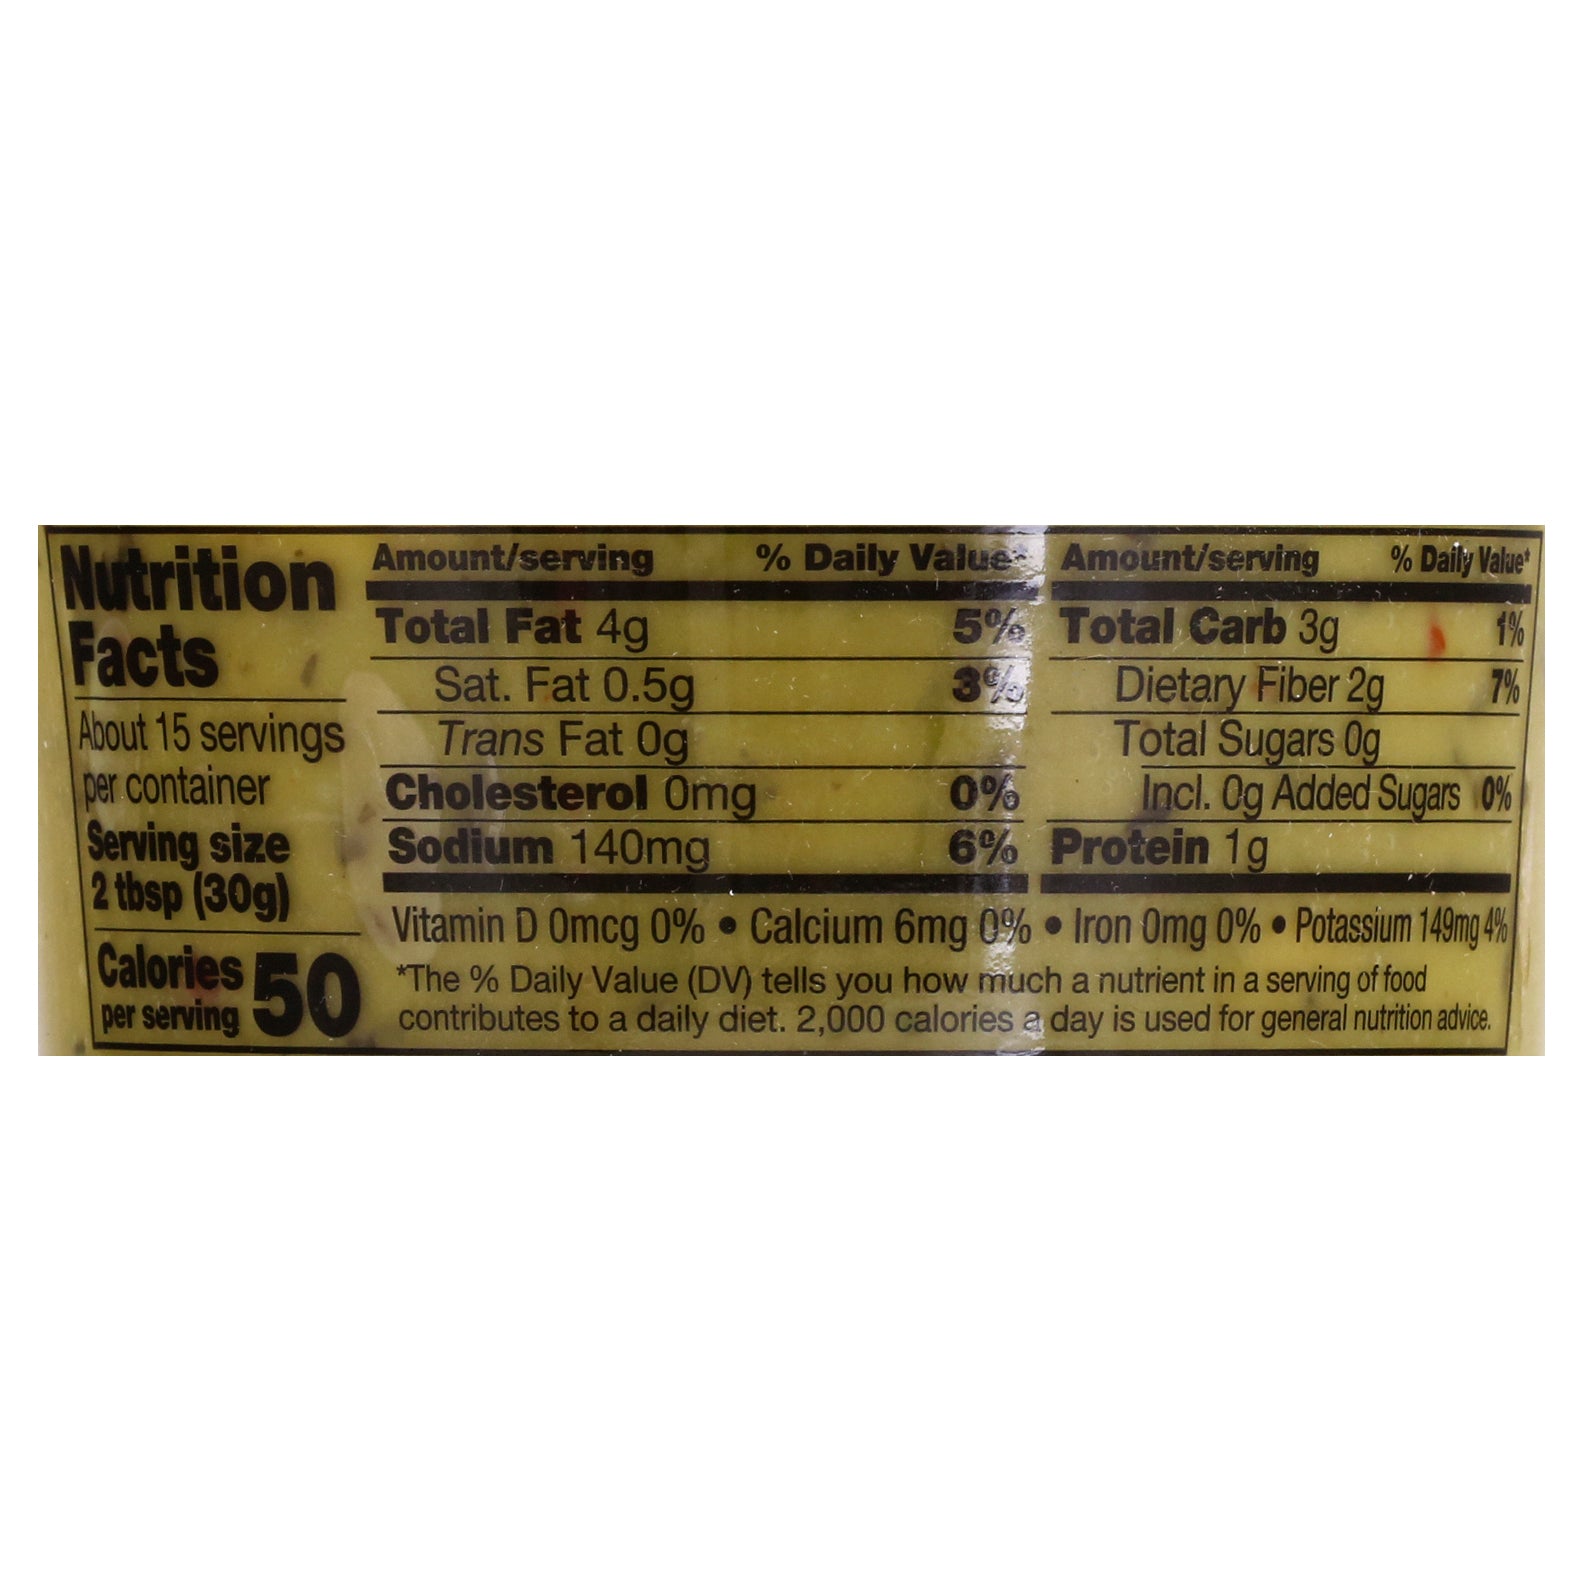 Nutrition
Facts
About 15 servings
per container
Serving size
2 tbsp (30g)
Calories
per serving 50
Amount/serving % Daily Value*
Total Fat 4g 5%
Sat. Fat 0.5g 3%
Trans Fat 0g
Cholesterol 0mg 0%
Sodium 140mg 6%
Amount/serving % Daily Value*
Total Carb 3g 1%
Dietary Fiber 2g 7%
Total Sugars 0g
Incl. 0g Added Sugars 0%
Protein 1g
Vitamin D 0mcg 0% • Calcium 6mg 0% • Iron 0mg 0% • Potassium 149mg 4%
*The % Daily Value (DV) tells you how much a nutrient in a serving of food
contributes to a daily diet. 2,000 calories a day is used for general nutrition advice.